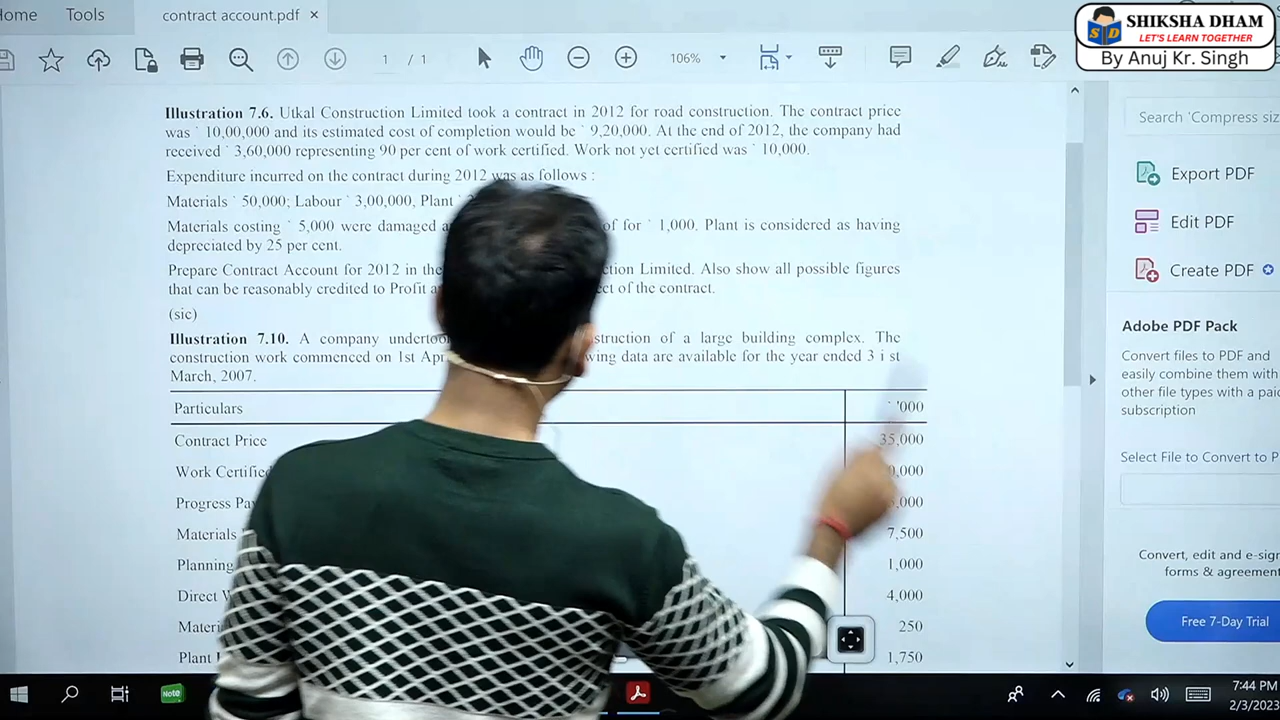 ome Tools contract account.pdf ×
SHIKSHA DHAM
LET'S LEARN TOGETHER
By Anuj Kr. Singh
1 / 1 106%
Illustration 7.6. Utkal Construction Limited took a contract in 2012 for road construction. The contract price
was ` 10,00,000 and its estimated cost of completion would be ` 9,20,000. At the end of 2012, the company had
received ` 3,60,000 representing 90 per cent of work certified. Work not yet certified was ` 10,000.
Expenditure incurred on the contract during 2012 was as follows :
Materials ` 50,000; Labour ` 3,00,000, Plant `
Materials costing ` 5,000 were damaged of for ` 1,000. Plant is considered as having
depreciated by 25 per cent.
Prepare Contract Account for 2012 in the ction Limited. Also show all possible figures
that can be reasonably credited to Profit ect of the contract.
(sic)
Illustration 7.10. A company undertoo struction of a large building complex. The
construction work commenced on 1st Apr wing data are available for the year ended 3 i st
March, 2007.
Particulars ` '000
Contract Price 35,000
Work Certified 0,000
Progress Pa ,000
Materials 7,500
Planning 1,000
Direct W 4,000
Materi 250
Plant 1,750
Search 'Compress siz
Export PDF
Edit PDF
Create PDF
Adobe PDF Pack
Convert files to PDF and
easily combine them with
other file types with a paid
subscription
Select File to Convert to P
Convert, edit and e-sign
forms & agreement
Free 7-Day Trial
Note
7:44 PM
2/3/2023